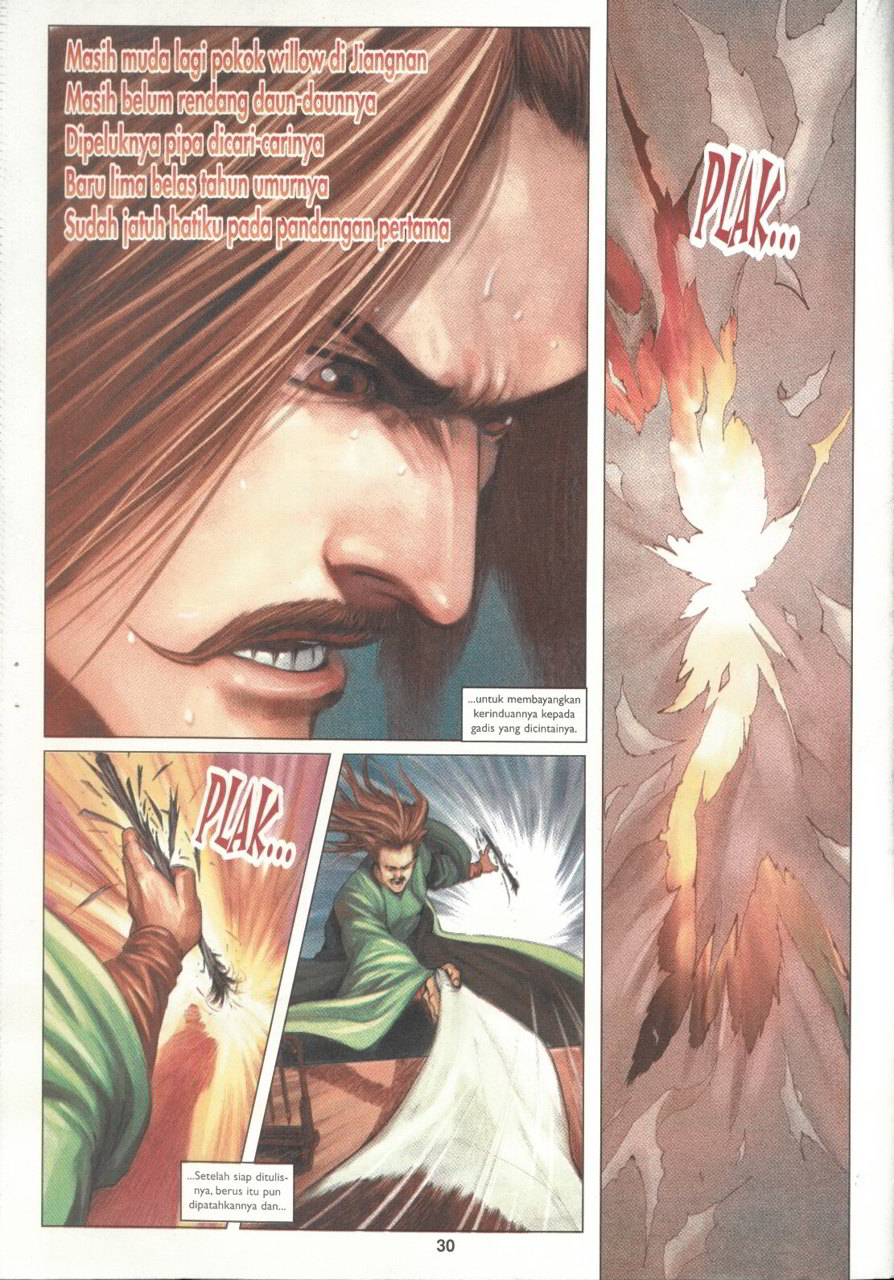 Masih muda lagi pokok willow di Jiangnan
Masih belum rendang daun-daunnya
Dipeluknya pipa dicari-carinya
Baru lima belas tahun umurnya
Sudah jatuh hatiku pada pandangan pertama
...untuk membayangkan
kerinduannya kepada
gadis yang dicintainya.
PLAK...
PLAK...
...Setelah siap ditulis-
nya, berus itu pun
dipatahkannya dan...
30